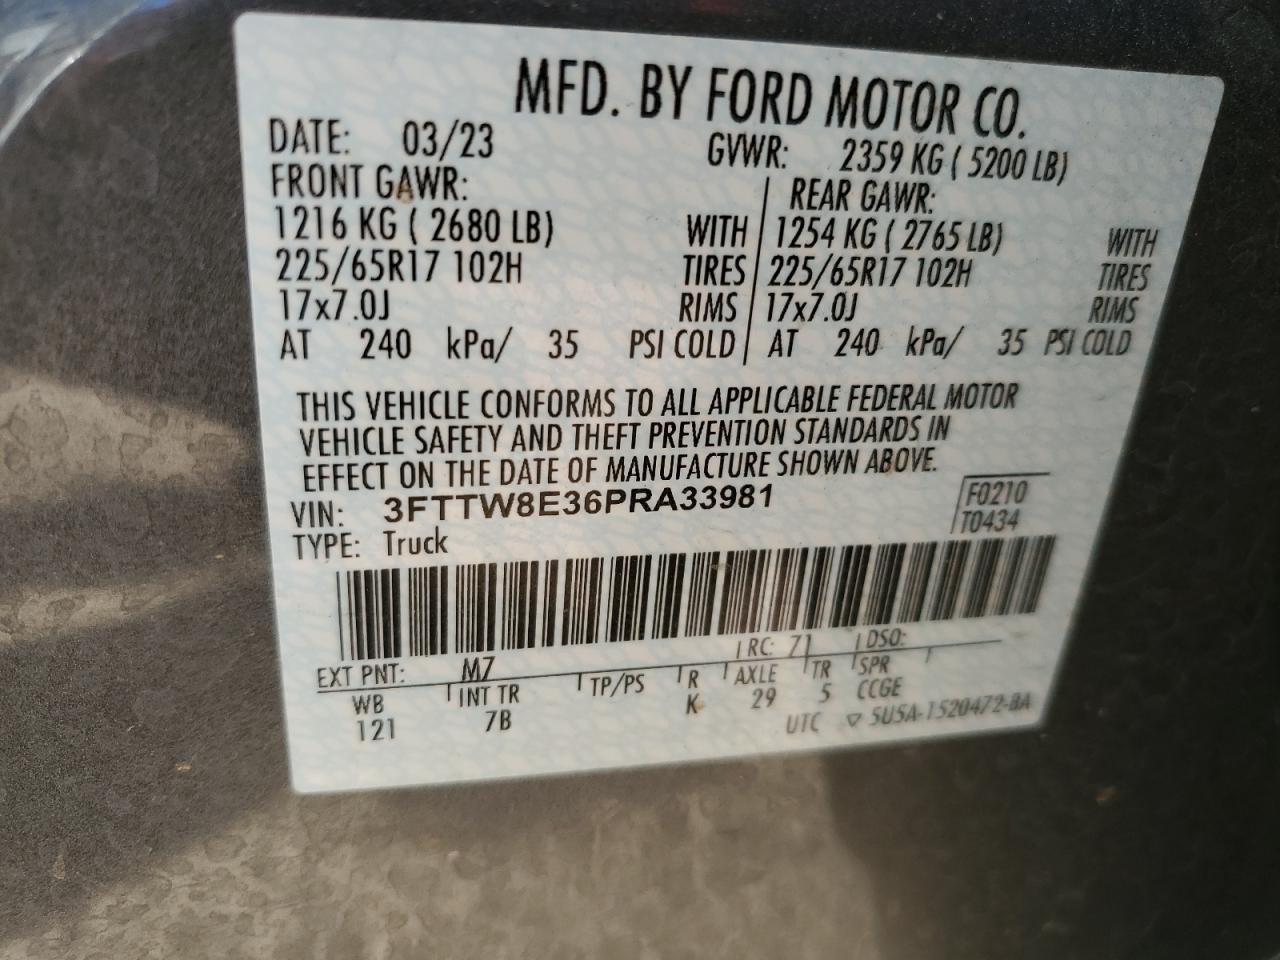 MFD. BY FORD MOTOR CO.
DATE: 03/23 GVWR: 2359 KG ( 5200 LB)
FRONT GAWR: REAR GAWR:
1216 KG ( 2680 LB) WITH 1254 KG ( 2765 LB) WITH
225/65R17 102H TIRES 225/65R17 102H TIRES
17x7.0J RIMS 17x7.0J RIMS
AT 240 kPa/ 35 PSI COLD AT 240 kPa/ 35 PSI COLD
THIS VEHICLE CONFORMS TO ALL APPLICABLE FEDERAL MOTOR
VEHICLE SAFETY AND THEFT PREVENTION STANDARDS IN
EFFECT ON THE DATE OF MANUFACTURE SHOWN ABOVE.
VIN: 3FTTW8E36PRA33981 F0210
TYPE: Truck T0434
EXT PNT: M7 RC: 71 DSO:
WB INT TR TP/PS R AXLE TR SPR
121 7B K 29 5 CCGE
UTC ▽ 5U5A-1520472-BA